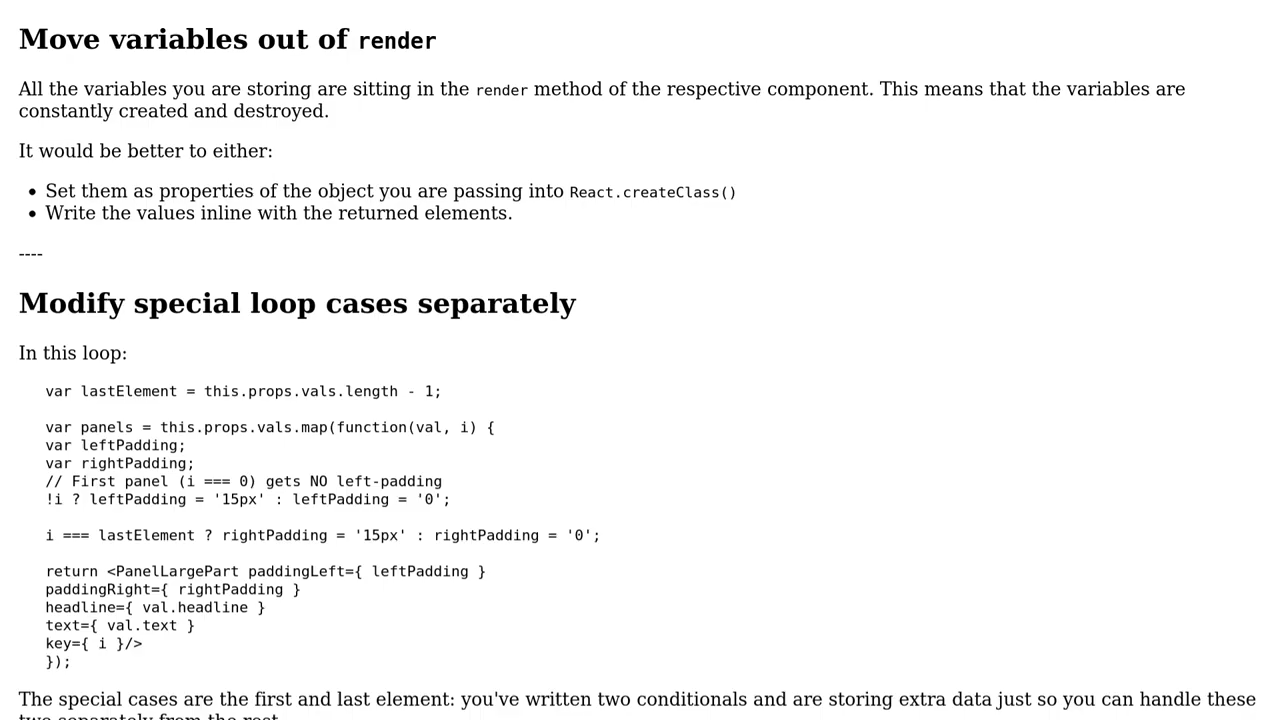 Move variables out of render
All the variables you are storing are sitting in the render method of the respective component. This means that the variables are
constantly created and destroyed.
It would be better to either:
• Set them as properties of the object you are passing into React.createClass()
• Write the values inline with the returned elements.
----
Modify special loop cases separately
In this loop:
var lastElement = this.props.vals.length - 1;
var panels = this.props.vals.map(function(val, i) {
var leftPadding;
var rightPadding;
// First panel (i === 0) gets NO left-padding
!i ? leftPadding = '15px' : leftPadding = '0';
i === lastElement ? rightPadding = '15px' : rightPadding = '0';
return <PanelLargePart paddingLeft={ leftPadding }
paddingRight={ rightPadding }
headline={ val.headline }
text={ val.text }
key={ i }/>
});
The special cases are the first and last element: you've written two conditionals and are storing extra data just so you can handle these
two separately from the rest.